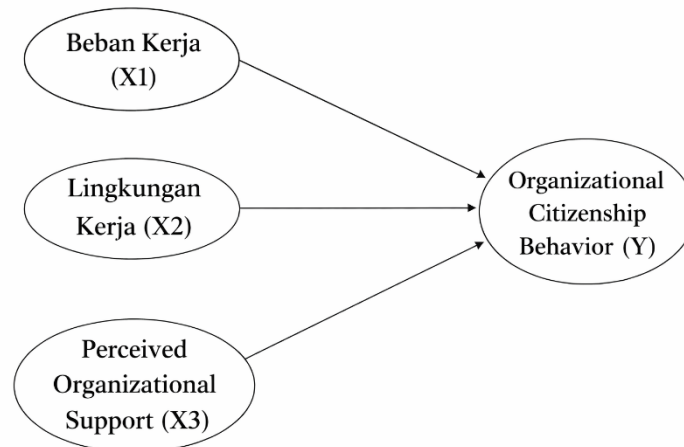 Beban Kerja
(X1)
Lingkungan
Kerja (X2)
Perceived
Organizational
Support (X3)
Organizational
Citizenship
Behavior (Y)